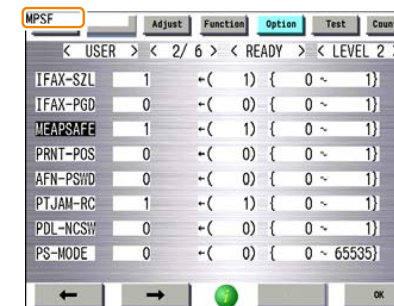 MPSF Adjust Function Option Test Coun
< USER > < 2/ 6 > < READY > < LEVEL 2 >
IFAX-SZL 1 ←( 1) { 0 ~ 1}
IFAX-PGD 0 ←( 0) { 0 ~ 1}
MEAPSAFE 1 ←( 1) { 0 ~ 1}
PRNT-POS 0 ←( 0) { 0 ~ 1}
AFN-PSWD 0 ←( 0) { 0 ~ 1}
PTJAM-RC 1 ←( 1) { 0 ~ 1}
PDL-NCSW 0 ←( 0) { 0 ~ 1}
PS-MODE 0 ←( 0) { 0 ~ 65535}
← → i OK